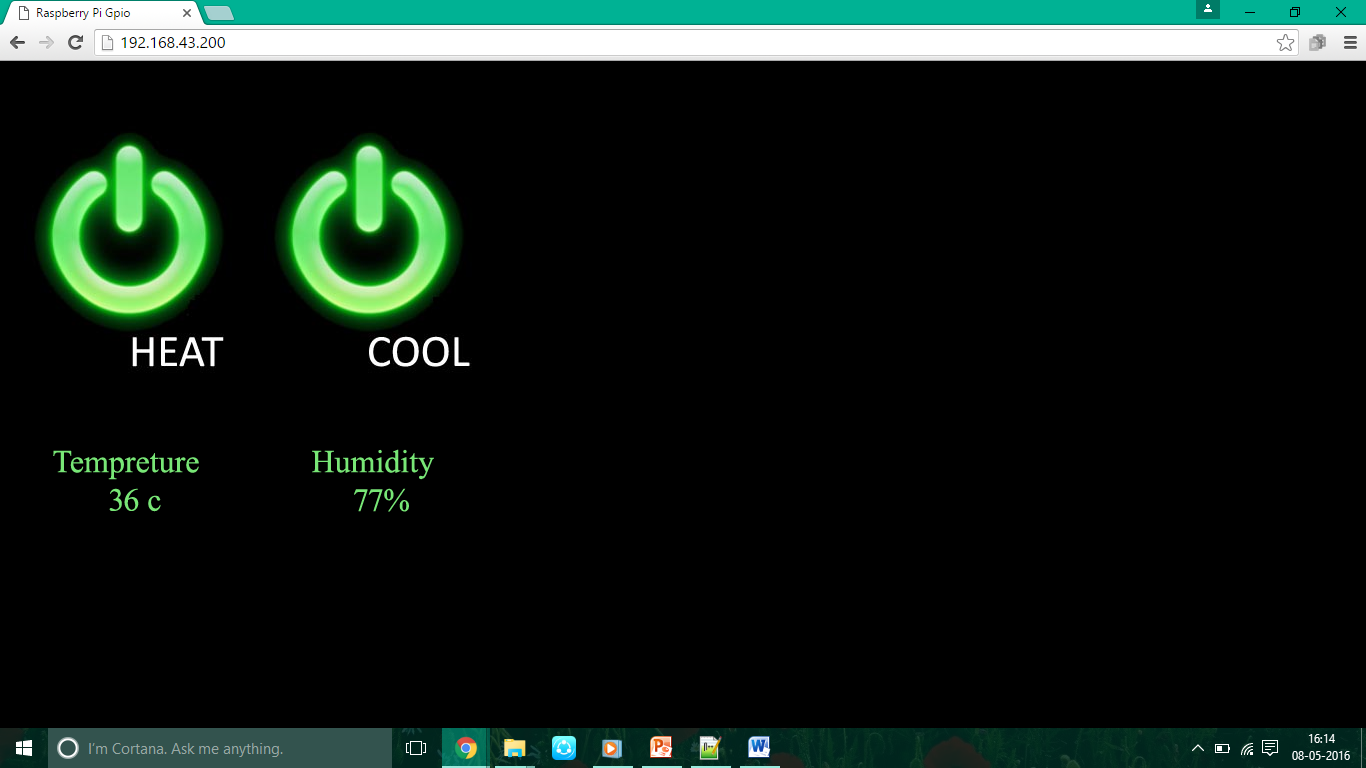 Raspberry Pi Gpio
192.168.43.200
HEAT
COOL
Tempreture
36 c
Humidity
77%
I'm Cortana. Ask me anything.
16:14
08-05-2016